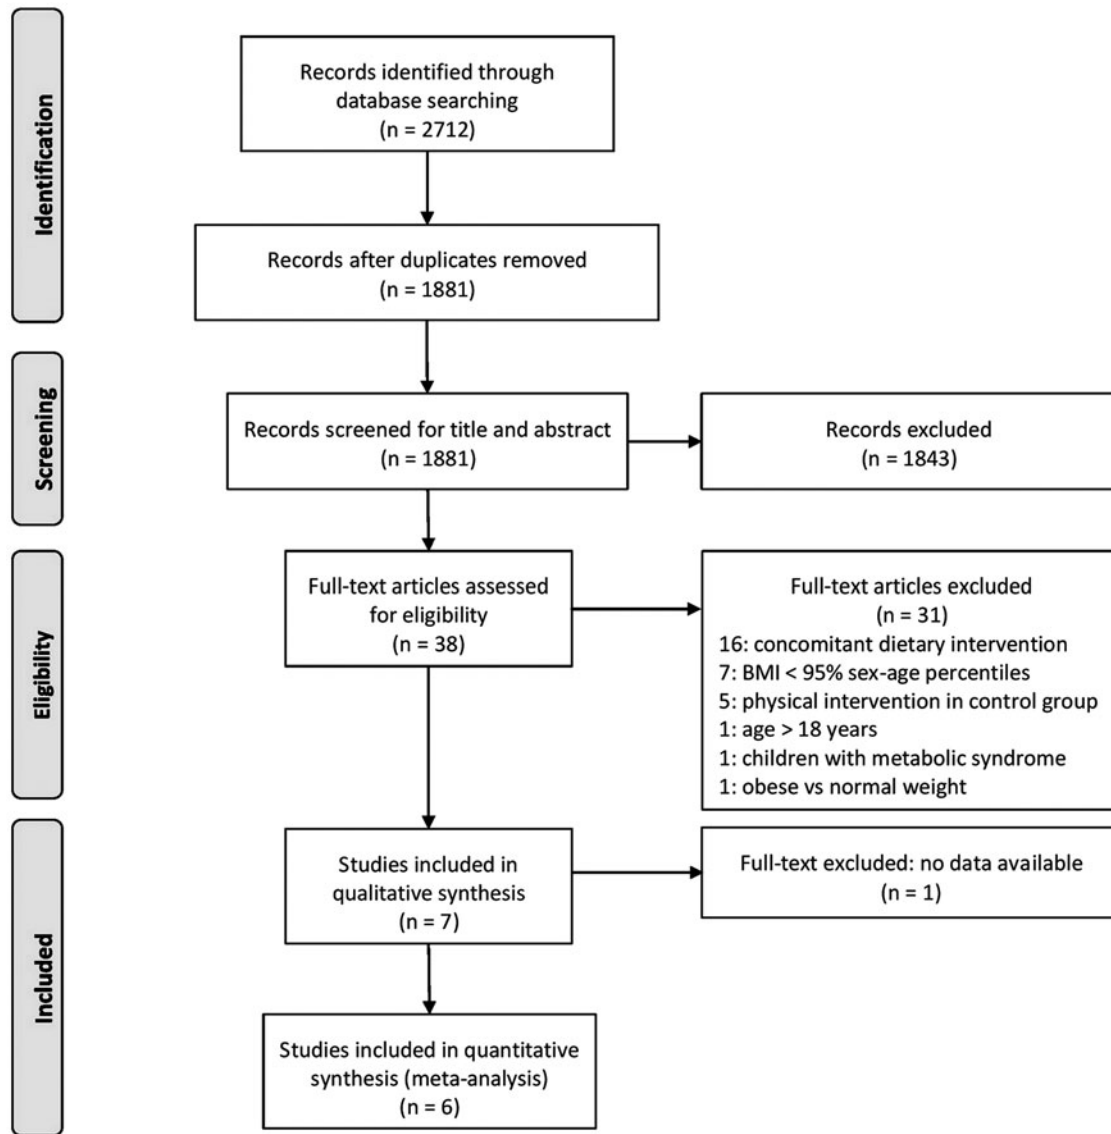 Identification
Records identified through
database searching
(n = 2712)
Records after duplicates removed
(n = 1881)
Screening
Records screened for title and abstract
(n = 1881)
Records excluded
(n = 1843)
Eligibility
Full-text articles assessed
for eligibility
(n = 38)
Full-text articles excluded
(n = 31)
16: concomitant dietary intervention
7: BMI < 95% sex-age percentiles
5: physical intervention in control group
1: age > 18 years
1: children with metabolic syndrome
1: obese vs normal weight
Included
Studies included in
qualitative synthesis
(n = 7)
Full-text excluded: no data available
(n = 1)
Studies included in quantitative
synthesis (meta-analysis)
(n = 6)